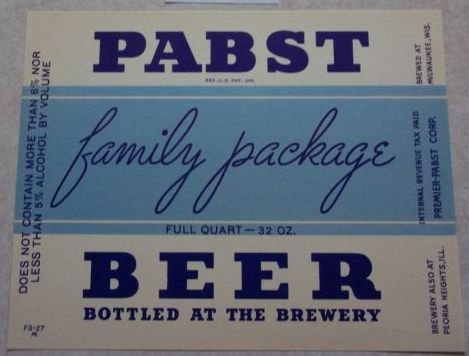 PABST
REG. U.S. PAT. OFF.
family package
FULL QUART — 32 OZ.
BEER
BOTTLED AT THE BREWERY
DOES NOT CONTAIN MORE THAN 6% NOR
LESS THAN 5% ALCOHOL BY VOLUME
BREWED AT
MILWAUKEE, WIS.
INTERNAL REVENUE TAX PAID
PREMIER-PABST CORP.
BREWERY ALSO AT
PEORIA HEIGHTS, ILL.